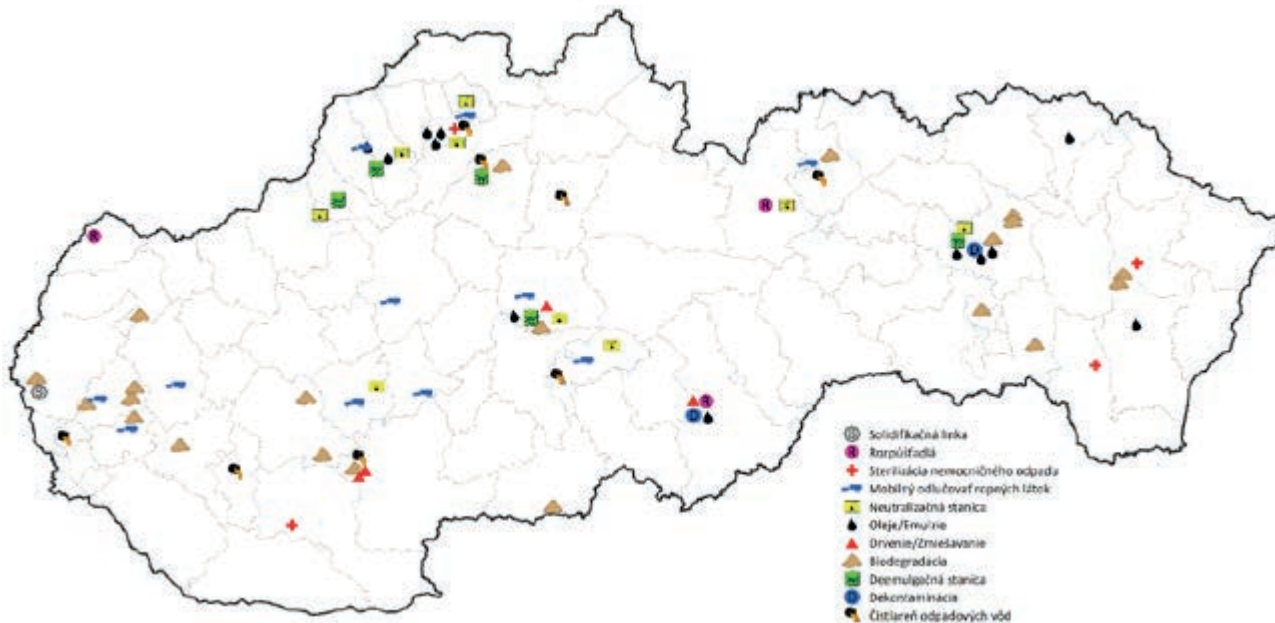 Solidifikačná linka
Rozpúšťadlá
Sterilizácia nemocničného odpadu
Mobilný odlučovač ropných látok
Neutralizačná stanica
Oleje/Emulzie
Drvenie/Zmiešavanie
Biodegradácia
Deemulgačná stanica
Dekontaminácia
Čistiareň odpadových vôd